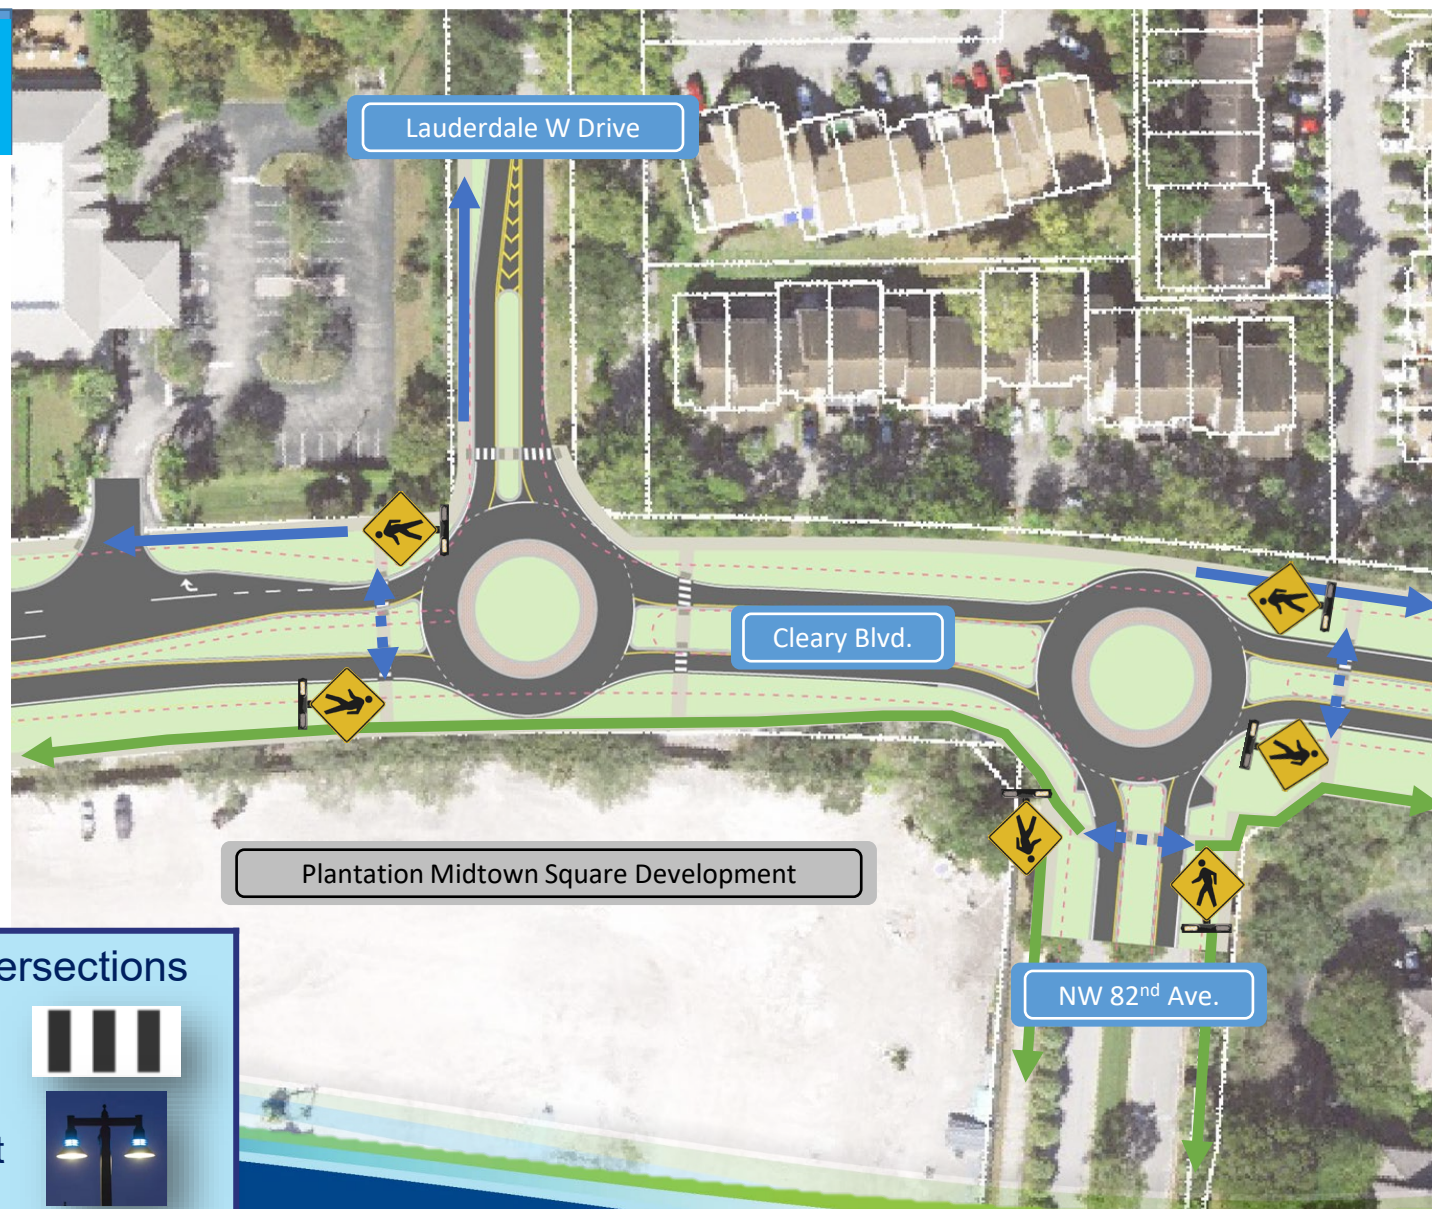 Lauderdale W Drive
Cleary Blvd.
Plantation Midtown Square Development
NW 82nd Ave.
ersections
t